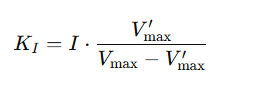 K_I = I · V′_max / (V_max − V′_max)